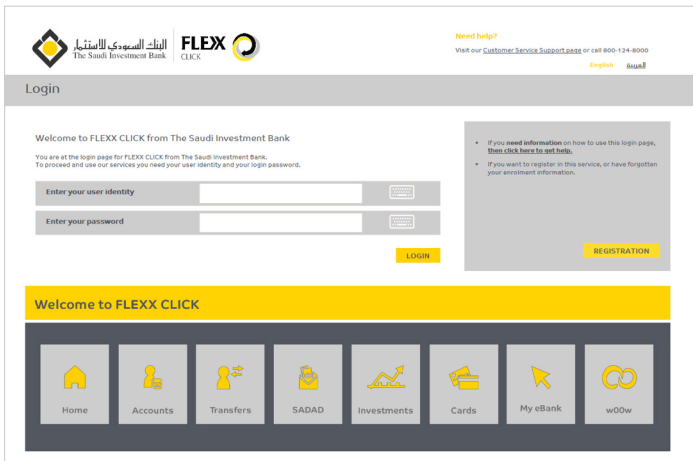 البنك السعودي للاستثمار
The Saudi Investment Bank
FLEXX
CLICK
Need help?
Visit our Customer Service Support page or call 800-124-8000
English العربية
Login
Welcome to FLEXX CLICK from The Saudi Investment Bank
You are at the login page for FLEXX CLICK from The Saudi Investment Bank.
To proceed and use our services you need your user identity and your login password.
Enter your user identity
Enter your password
LOGIN
• If you need information on how to use this login page,
then click here to get help.
• If you want to register in this service, or have forgotten
your enrolment information.
REGISTRATION
Welcome to FLEXX CLICK
Home
Accounts
Transfers
SADAD
Investments
Cards
My eBank
w00w